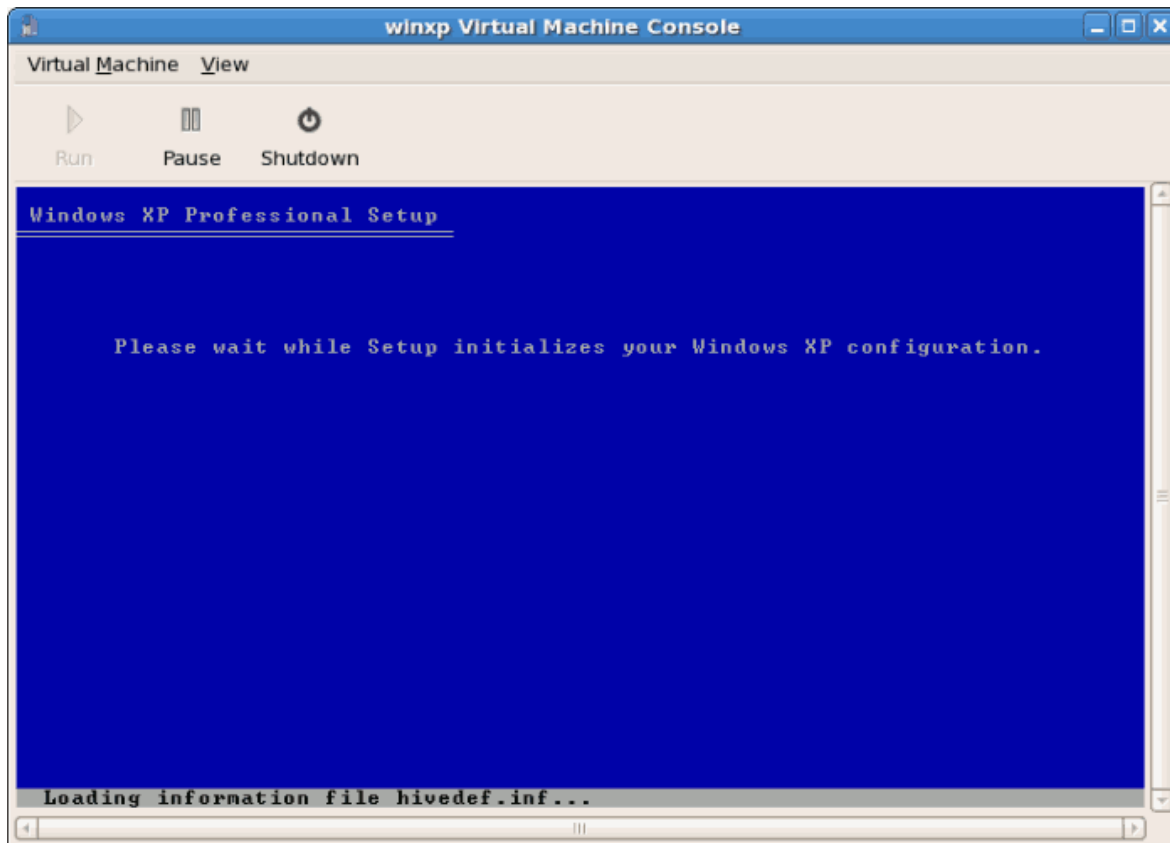 winxp Virtual Machine Console
Virtual Machine View
Run Pause Shutdown
Windows XP Professional Setup
Please wait while Setup initializes your Windows XP configuration.
Loading information file hivedef.inf...